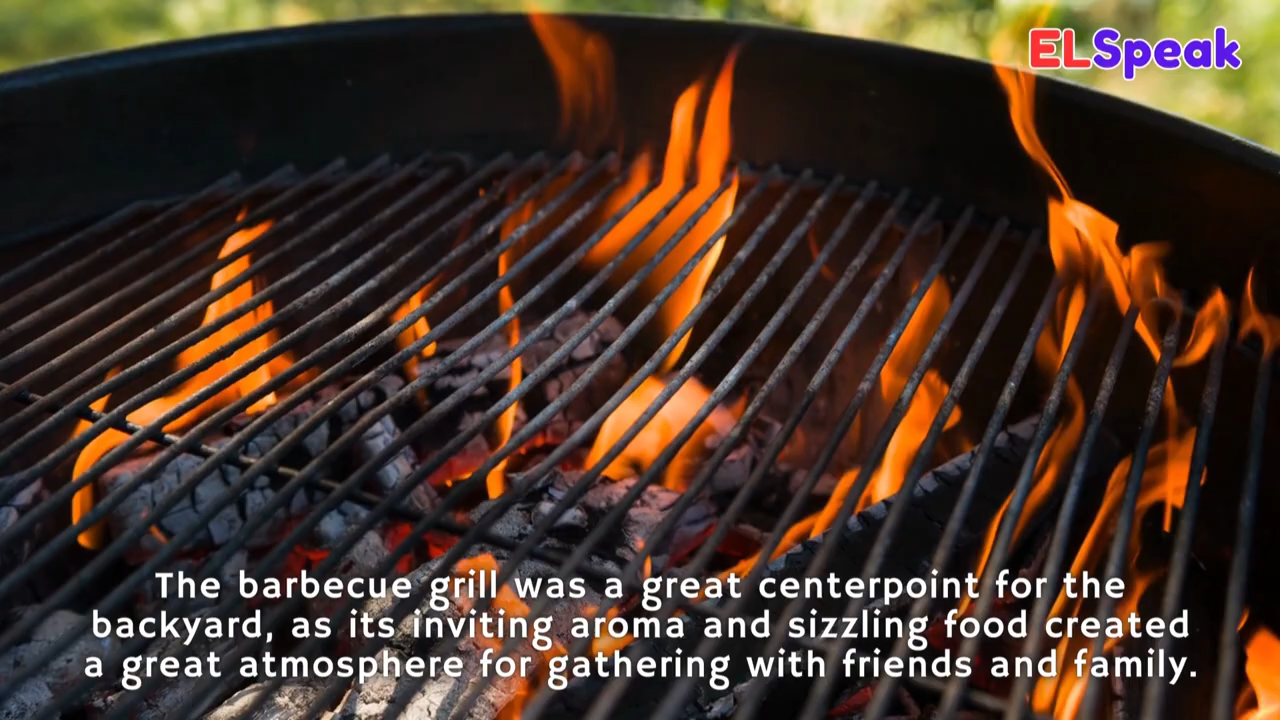 ELSpeak
The barbecue grill was a great centerpoint for the
backyard, as its inviting aroma and sizzling food created
a great atmosphere for gathering with friends and family.